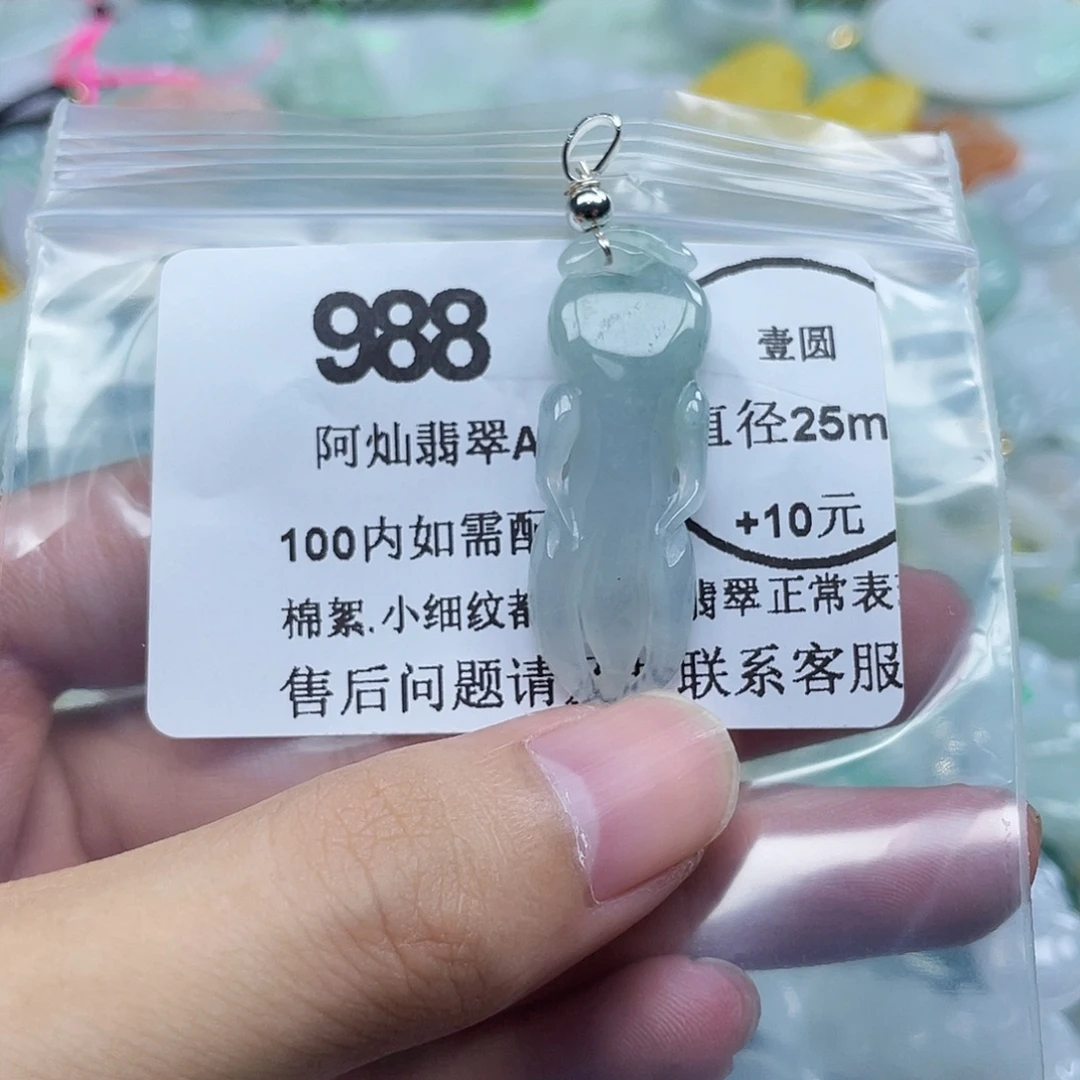 988
壹圆
阿灿翡翠A
直径25m
100内如需配
+10元
棉絮.小细纹都
翡翠正常表
售后问题请
联系客服